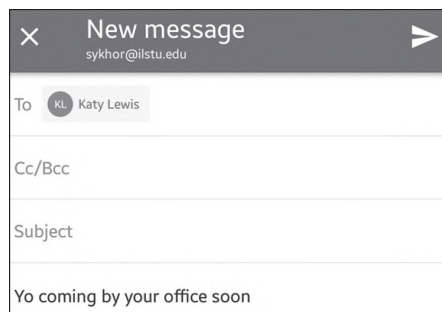 New message
sykhor@ilstu.edu
To KL Katy Lewis
Cc/Bcc
Subject
Yo coming by your office soon